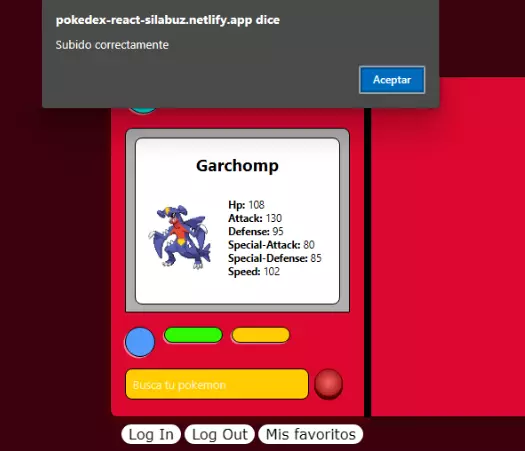 pokedex-react-silabuz.netlify.app dice
Subido correctamente
Aceptar
Garchomp
Hp: 108
Attack: 130
Defense: 95
Special-Attack: 80
Special-Defense: 85
Speed: 102
Busca tu pokemon
Log In Log Out Mis favoritos